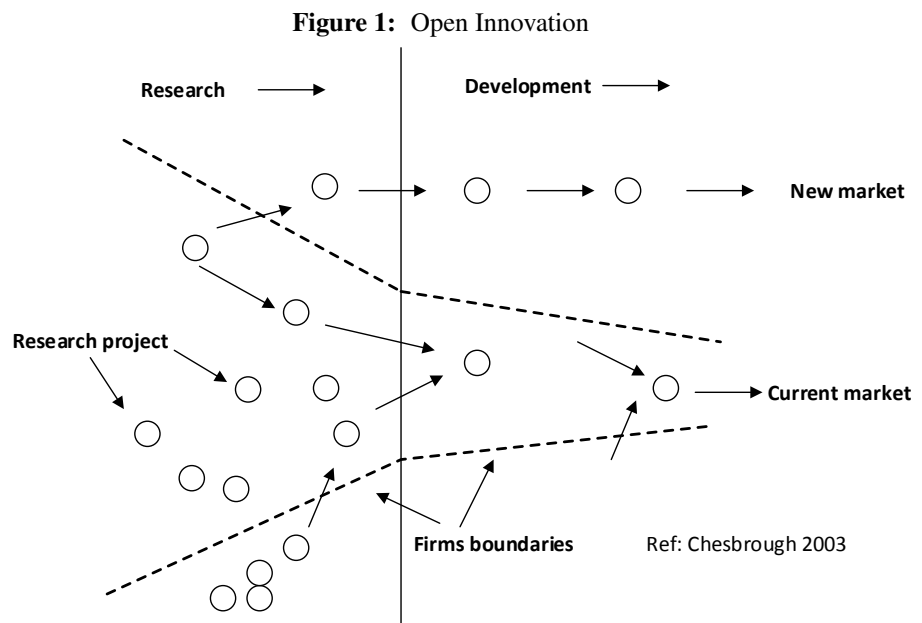 Figure 1: Open Innovation
Research
Development
New market
Research project
Current market
Firms boundaries
Ref: Chesbrough 2003